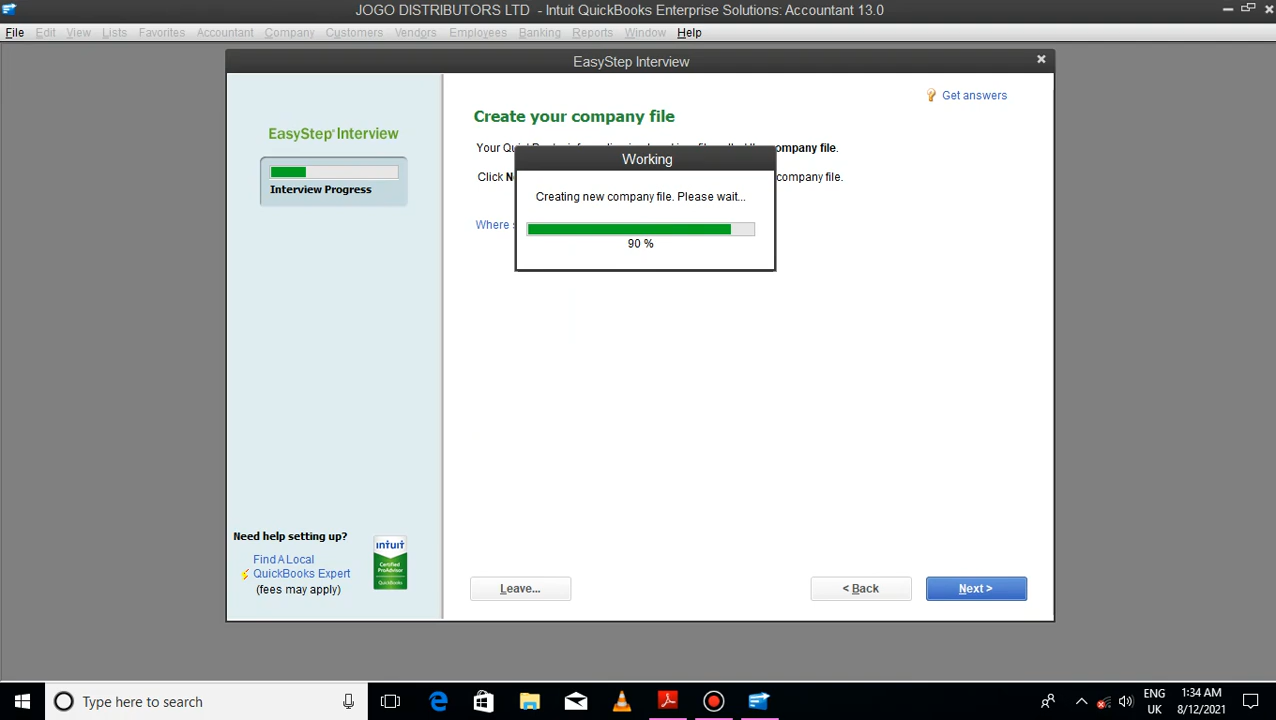 JOGO DISTRIBUTORS LTD - Intuit QuickBooks Enterprise Solutions: Accountant 13.0
File Edit View Lists Favorites Accountant Company Customers Vendors Employees Banking Reports Window Help
EasyStep Interview
Get answers
EasyStep Interview
Interview Progress
Create your company file
Your
ompany file.
Click
company file.
Where
Working
Creating new company file. Please wait...
90 %
Need help setting up?
Find A Local
QuickBooks Expert
(fees may apply)
intuit
Certified
ProAdvisor
QuickBooks
Leave...
< Back
Next >
Type here to search
ENG
UK
1:34 AM
8/12/2021